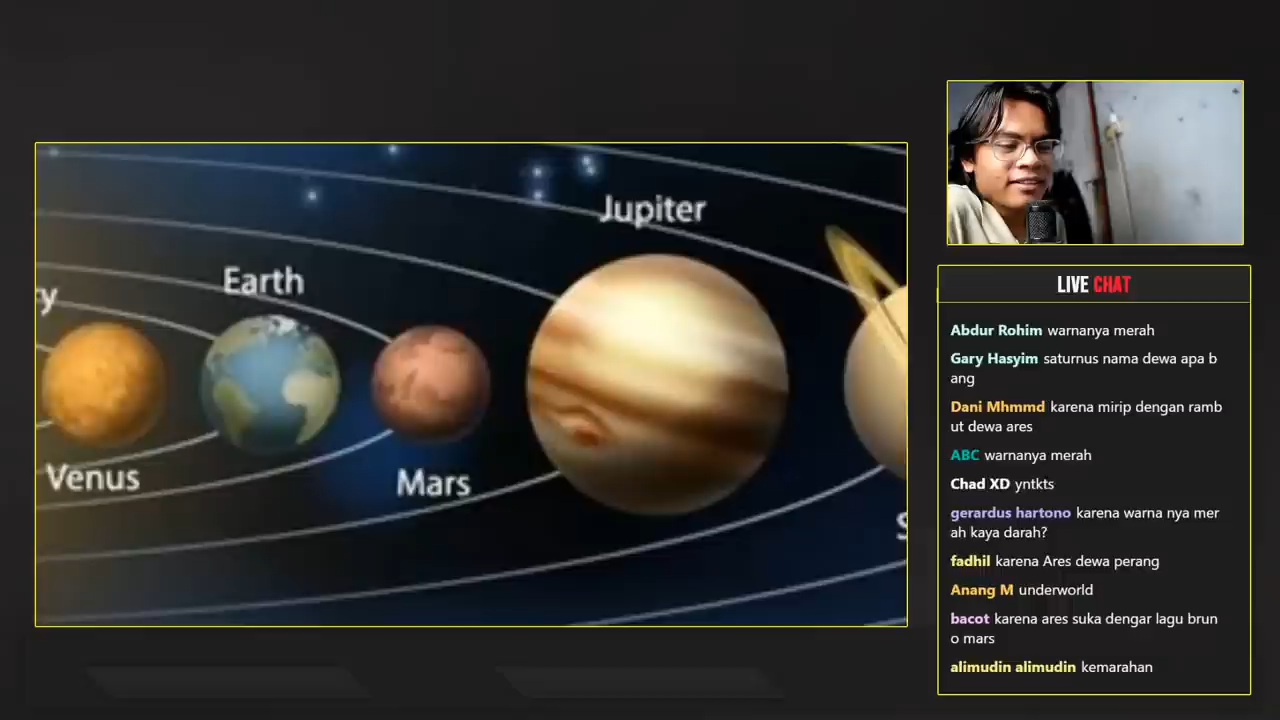 Jupiter
Earth
ry
Venus
Mars
S
LIVE CHAT
Abdur Rohim warnanya merah
Gary Hasyim saturnus nama dewa apa b
ang
Dani Mhmmd karena mirip dengan ramb
ut dewa ares
ABC warnanya merah
Chad XD yntkts
gerardus hartono karena warna nya mer
ah kaya darah?
fadhil karena Ares dewa perang
Anang M underworld
bacot karena ares suka dengar lagu brun
o mars
alimudin alimudin kemarahan